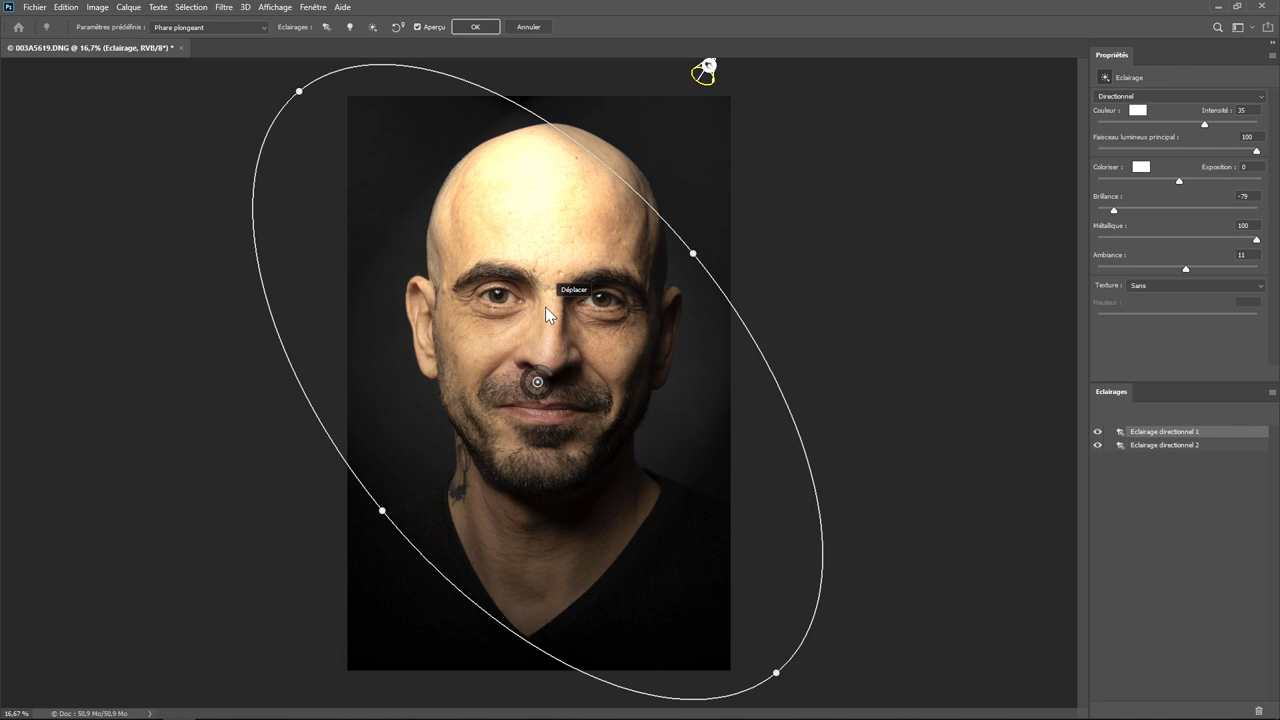 Ps Fichier Edition Image Calque Texte Sélection Filtre 3D Affichage Fenêtre Aide
Paramètres prédéfinis : Phare plongeant Eclairages : Aperçu OK Annuler
© 003A5619.DNG @ 16,7% (Eclairage, RVB/8*) * ×
Propriétés
Eclairage
Directionnel
Couleur : Intensité : 35
Faisceau lumineux principal : 100
Coloriser : Exposition : 0
Brillance : -79
Métallique : 100
Ambiance : 11
Texture : Sans
Hauteur :
Déplacer
Eclairages
Eclairage directionnel 1
Eclairage directionnel 2
16,67 % © Doc : 50,9 Mo/50,9 Mo